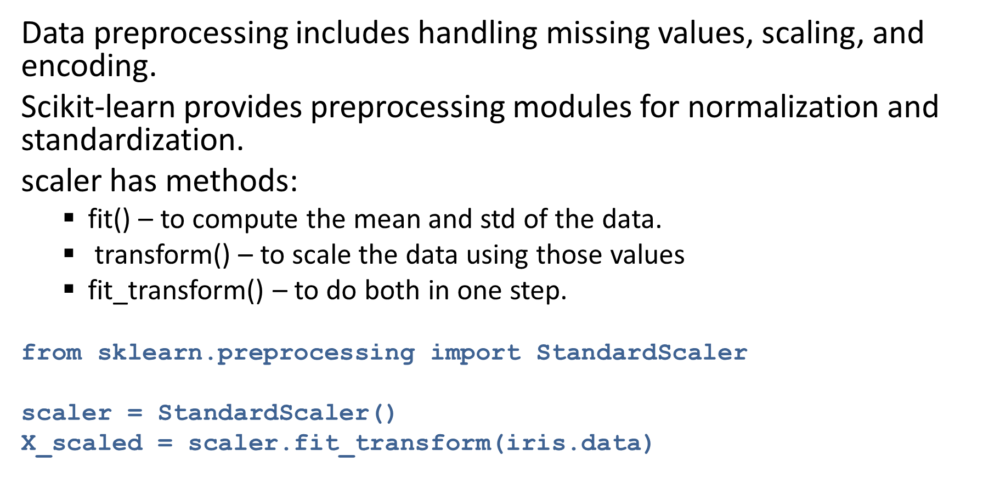 Data preprocessing includes handling missing values, scaling, and
encoding.
Scikit-learn provides preprocessing modules for normalization and
standardization.
scaler has methods:
▪ fit() – to compute the mean and std of the data.
▪ transform() – to scale the data using those values
▪ fit_transform() – to do both in one step.
from sklearn.preprocessing import StandardScaler
scaler = StandardScaler()
X_scaled = scaler.fit_transform(iris.data)